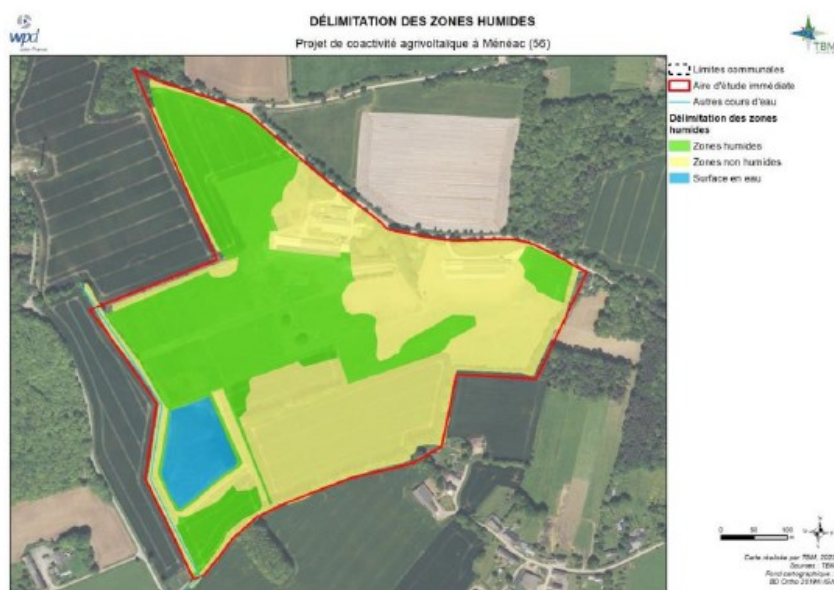 DÉLIMITATION DES ZONES HUMIDES
Projet de coactivité agrivoltaïque à Ménéac (56)
wpd
TBM
Limites communales
Aire d'étude immédiate
Autres cours d'eau
Délimitation des zones
humides
Zones humides
Zones non humides
Surface en eau
0 50 100
Carte réalisée par TBM,
Sources : TBM
Fond cartographique :
BD Ortho